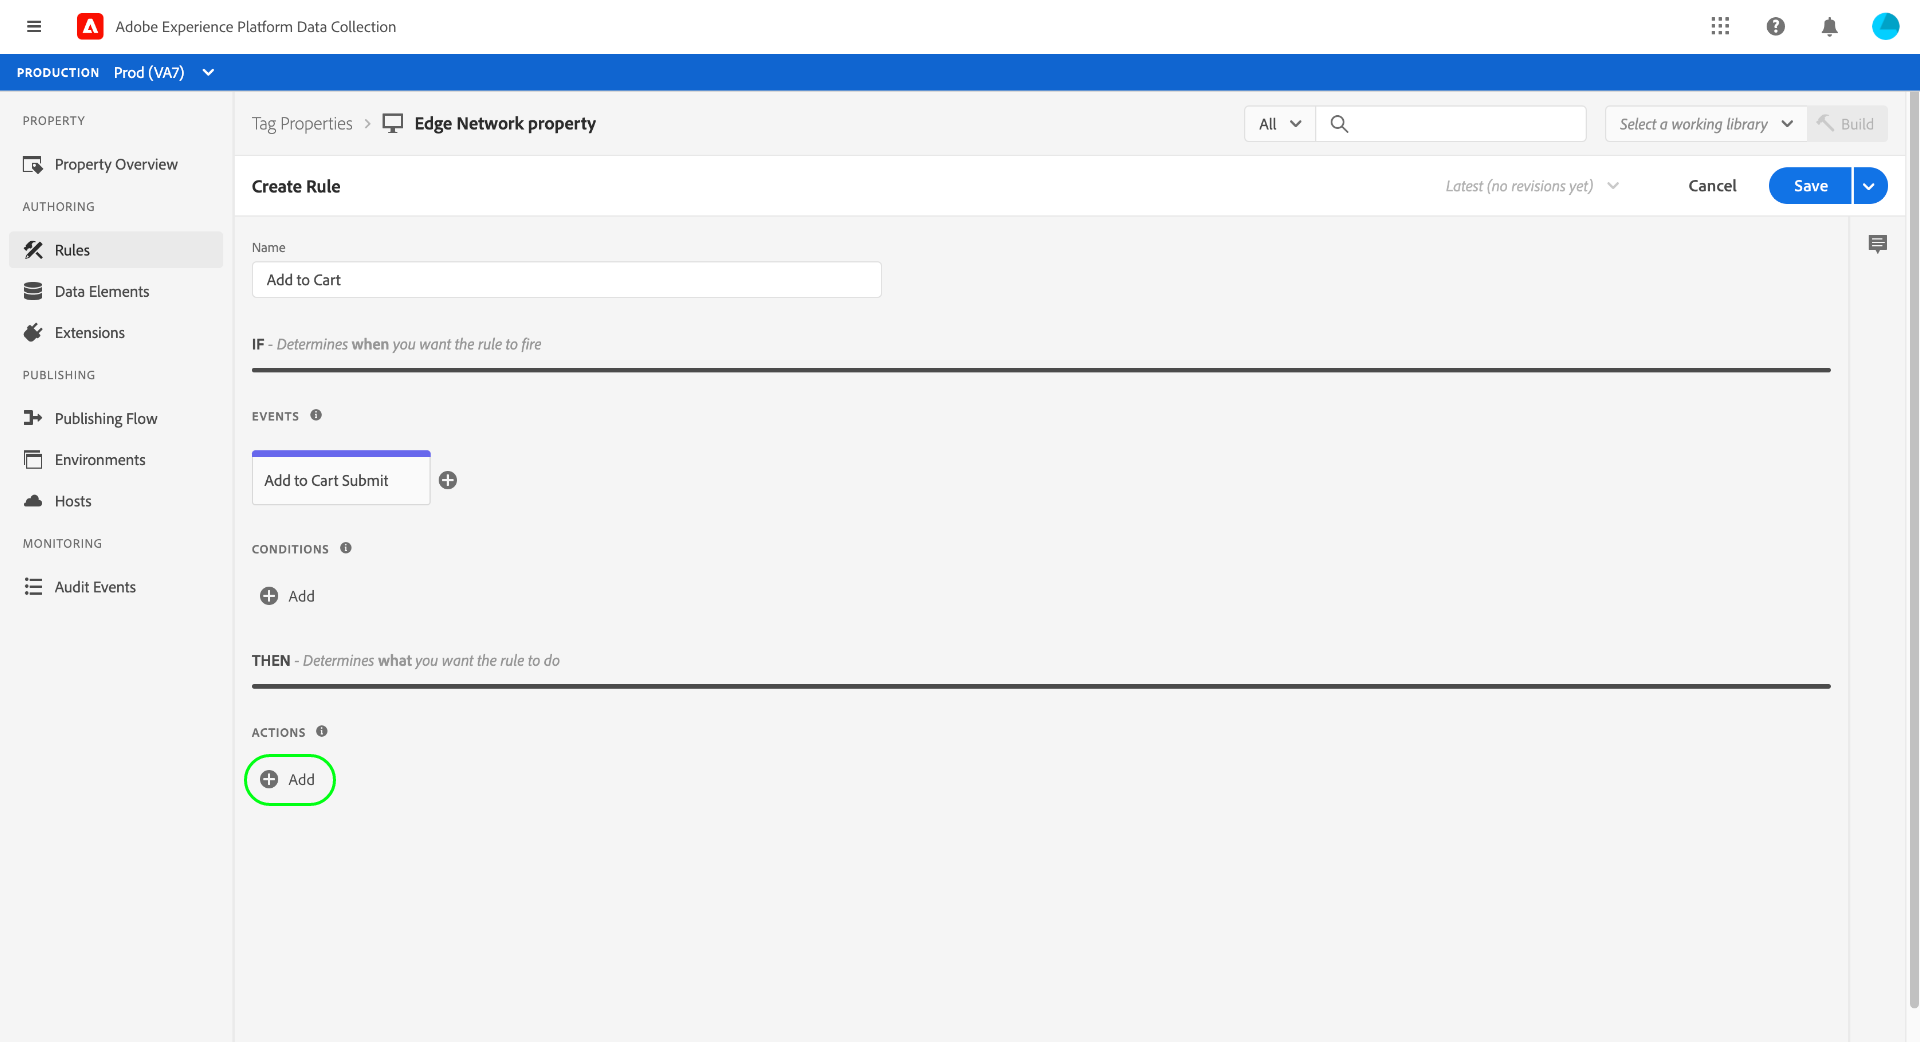 Adobe Experience Platform Data Collection
PRODUCTION Prod (VA7)
PROPERTY
Property Overview
AUTHORING
Rules
Data Elements
Extensions
PUBLISHING
Publishing Flow
Environments
Hosts
MONITORING
Audit Events
Tag Properties > Edge Network property
All
Select a working library
Build
Create Rule
Latest (no revisions yet)
Cancel
Save
Name
Add to Cart
IF - Determines when you want the rule to fire
EVENTS
Add to Cart Submit
CONDITIONS
Add
THEN - Determines what you want the rule to do
ACTIONS
Add